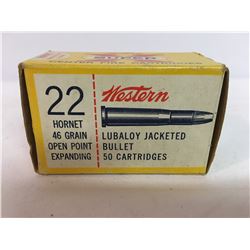 22
HORNET
46 GRAIN
OPEN POINT
EXPANDING
Western
LUBALOY JACKETED
BULLET
50 CARTRIDGES